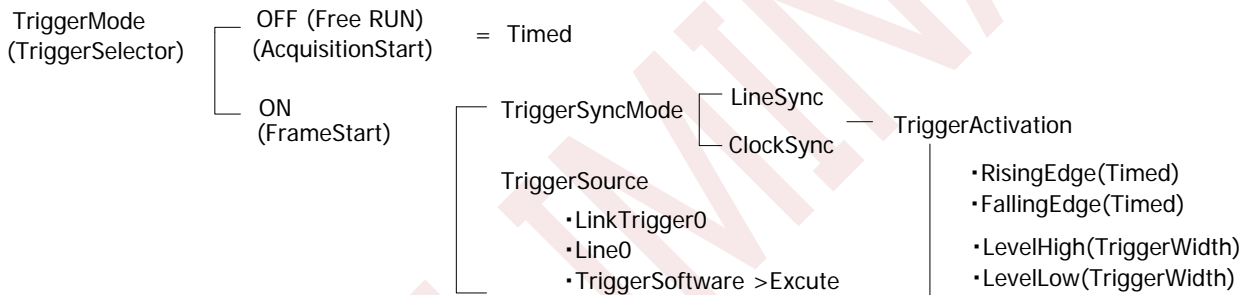 TriggerMode
(TriggerSelector)
OFF (Free RUN)
(AcquisitionStart)
= Timed
ON
(FrameStart)
TriggerSyncMode
LineSync
ClockSync
TriggerActivation
・RisingEdge(Timed)
・FallingEdge(Timed)
・LevelHigh(TriggerWidth)
・LevelLow(TriggerWidth)
TriggerSource
・LinkTrigger0
・Line0
・TriggerSoftware >Excute